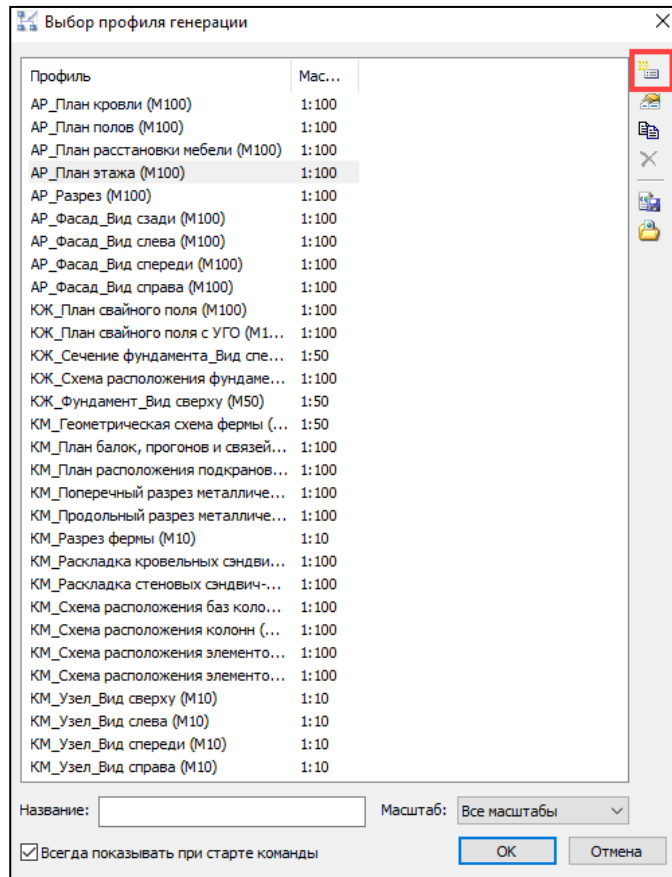 Выбор профиля генерации
Профиль Мас...
АР_План кровли (М100) 1:100
АР_План полов (М100) 1:100
АР_План расстановки мебели (М100) 1:100
АР_План этажа (М100) 1:100
АР_Разрез (М100) 1:100
АР_Фасад_Вид сзади (М100) 1:100
АР_Фасад_Вид слева (М100) 1:100
АР_Фасад_Вид спереди (М100) 1:100
АР_Фасад_Вид справа (М100) 1:100
КЖ_План свайного поля (М100) 1:100
КЖ_План свайного поля с УГО (М1... 1:100
КЖ_Сечение фундамента_Вид спе... 1:50
КЖ_Схема расположения фундаме... 1:100
КЖ_Фундамент_Вид сверху (М50) 1:50
КМ_Геометрическая схема фермы (... 1:50
КМ_План балок, прогонов и связей... 1:100
КМ_План расположения подкранов... 1:100
КМ_Поперечный разрез металличе... 1:100
КМ_Продольный разрез металличе... 1:100
КМ_Разрез фермы (М10) 1:10
КМ_Раскладка кровельных сэндви... 1:100
КМ_Раскладка стеновых сэндвич-... 1:100
КМ_Схема расположения баз коло... 1:100
КМ_Схема расположения колонн (... 1:100
КМ_Схема расположения элементо... 1:100
КМ_Схема расположения элементо... 1:100
КМ_Узел_Вид сверху (М10) 1:10
КМ_Узел_Вид слева (М10) 1:10
КМ_Узел_Вид спереди (М10) 1:10
КМ_Узел_Вид справа (М10) 1:10
Название: Масштаб: Все масштабы
Всегда показывать при старте команды ОК Отмена